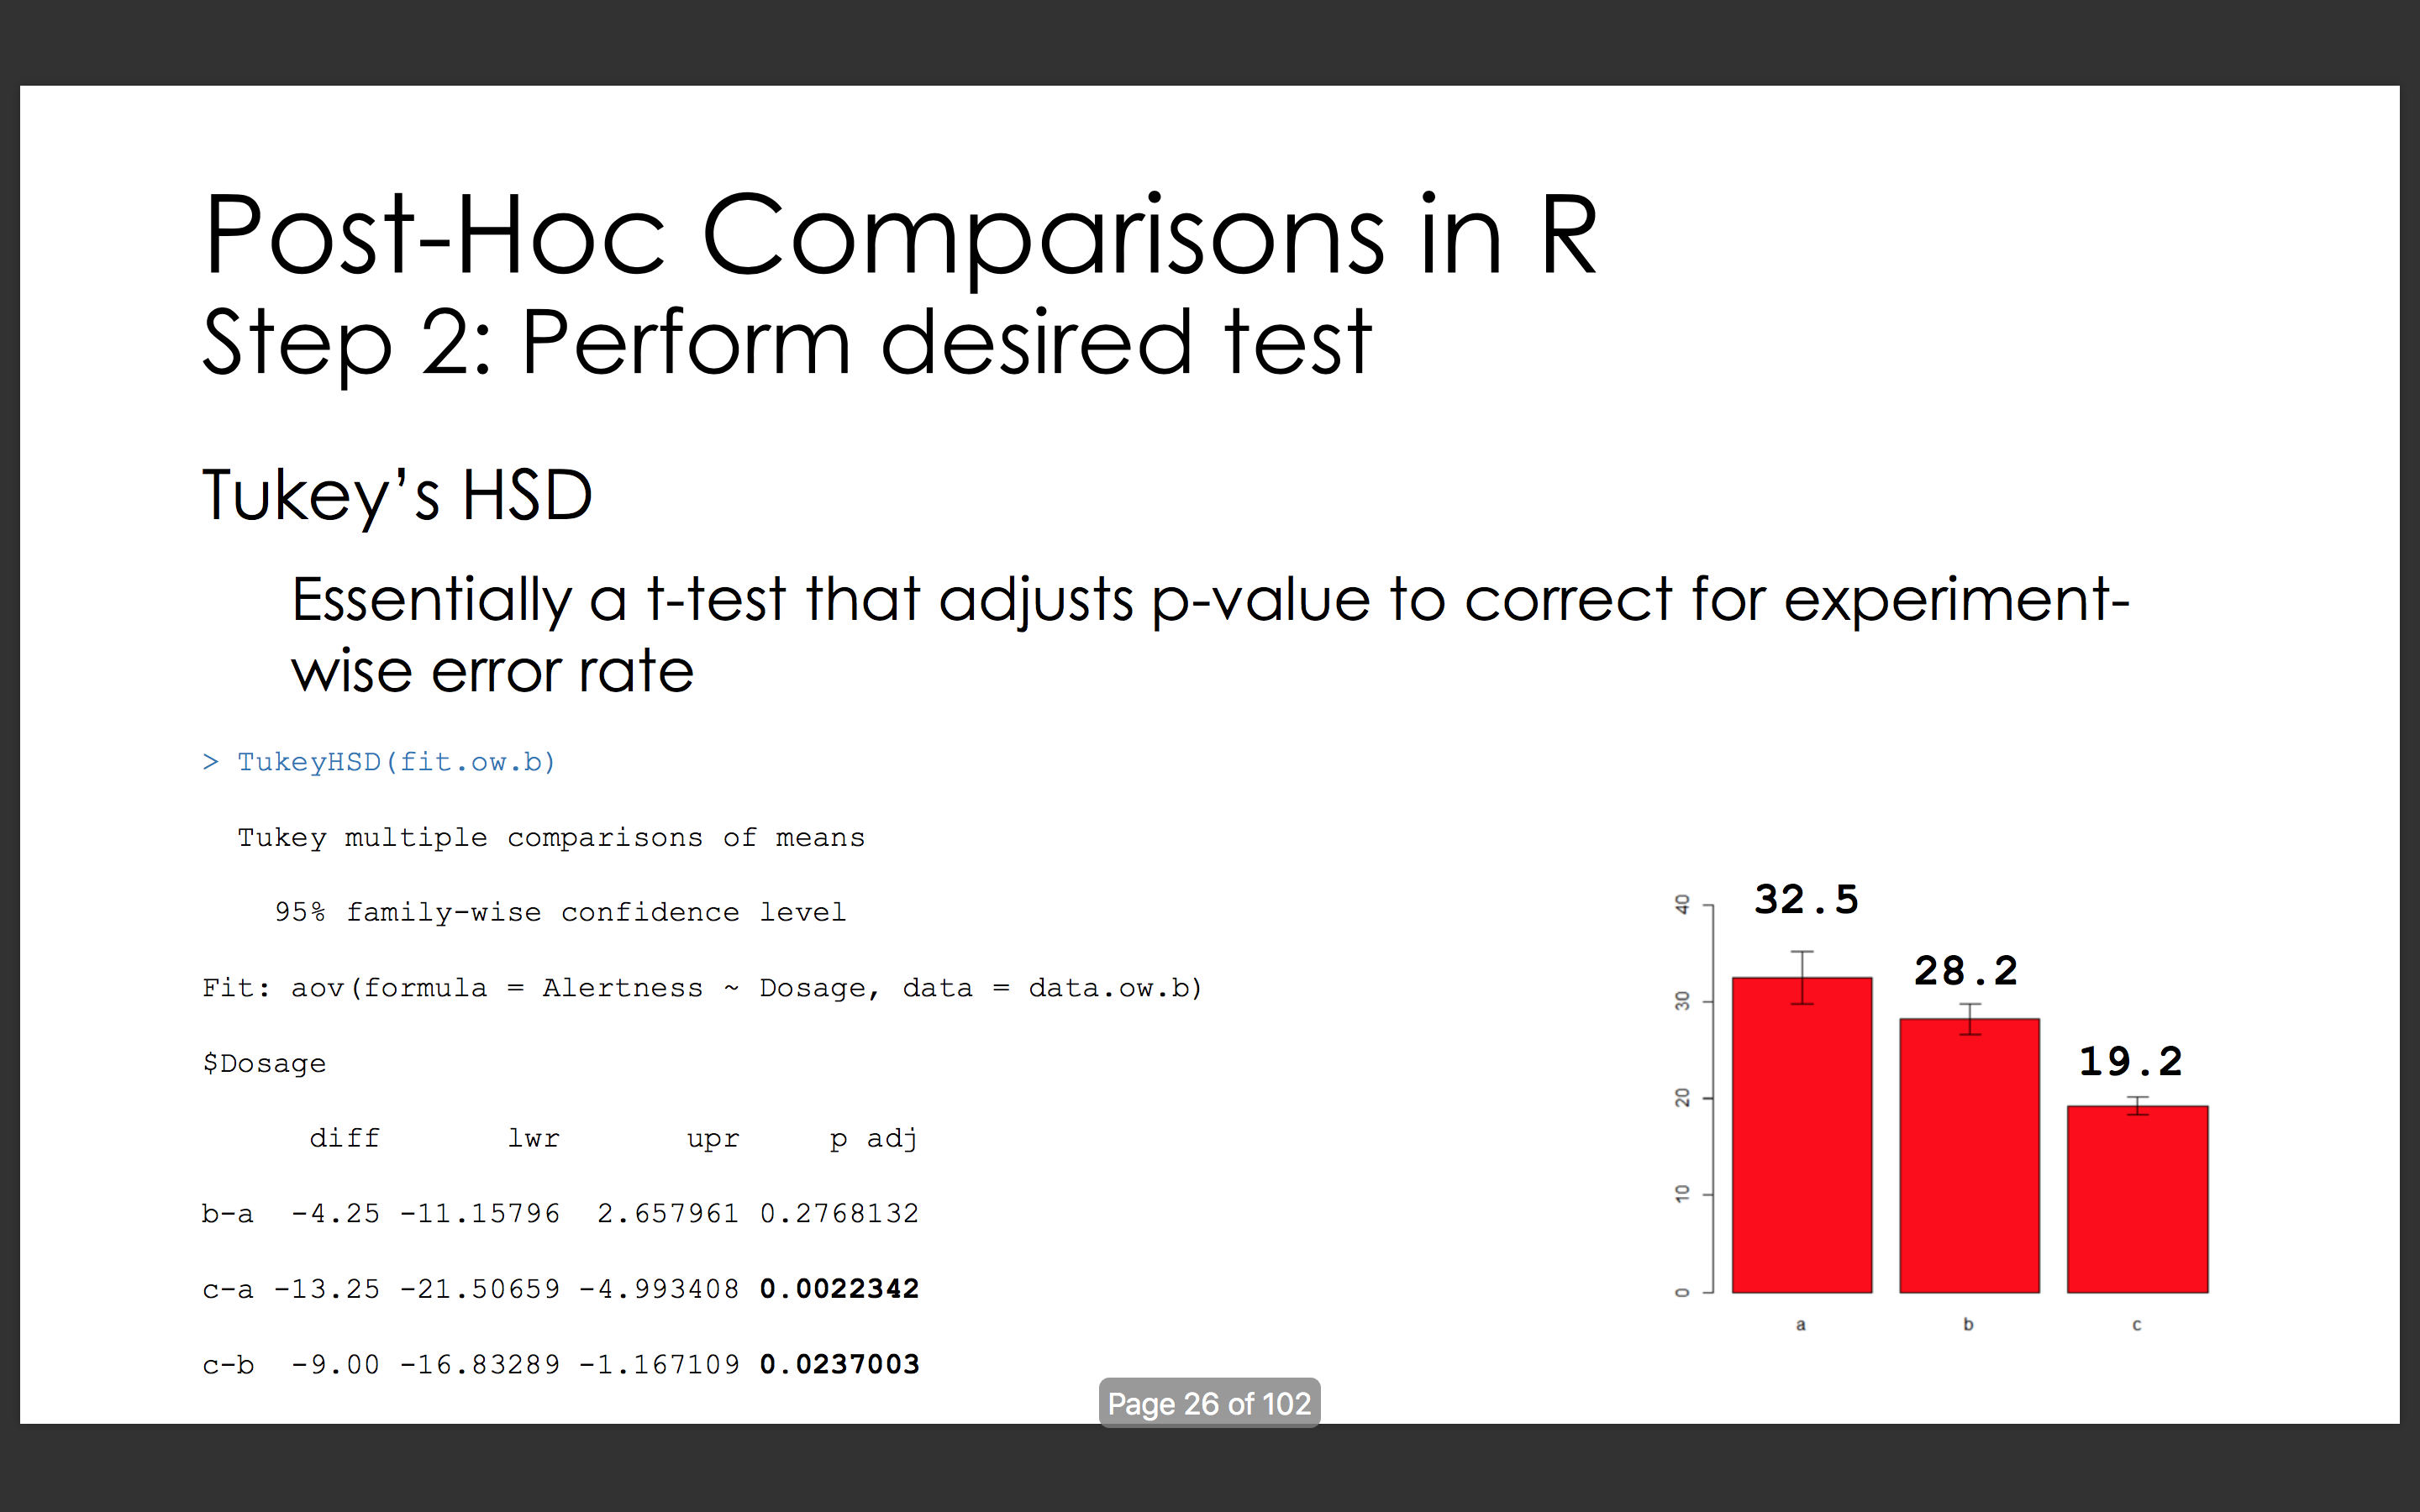 Post-Hoc Comparisons in R
Step 2: Perform desired test
Tukey’s HSD
Essentially a t-test that adjusts p-value to correct for experiment-
wise error rate
> TukeyHSD(fit.ow.b)
Tukey multiple comparisons of means
95% family-wise confidence level
Fit: aov(formula = Alertness ~ Dosage, data = data.ow.b)
$Dosage
diff lwr upr p adj
b-a -4.25 -11.15796 2.657961 0.2768132
c-a -13.25 -21.50659 -4.993408 0.0022342
c-b -9.00 -16.83289 -1.167109 0.0237003
32.5
28.2
19.2
40
30
20
10
0
a b c
Page 26 of 102